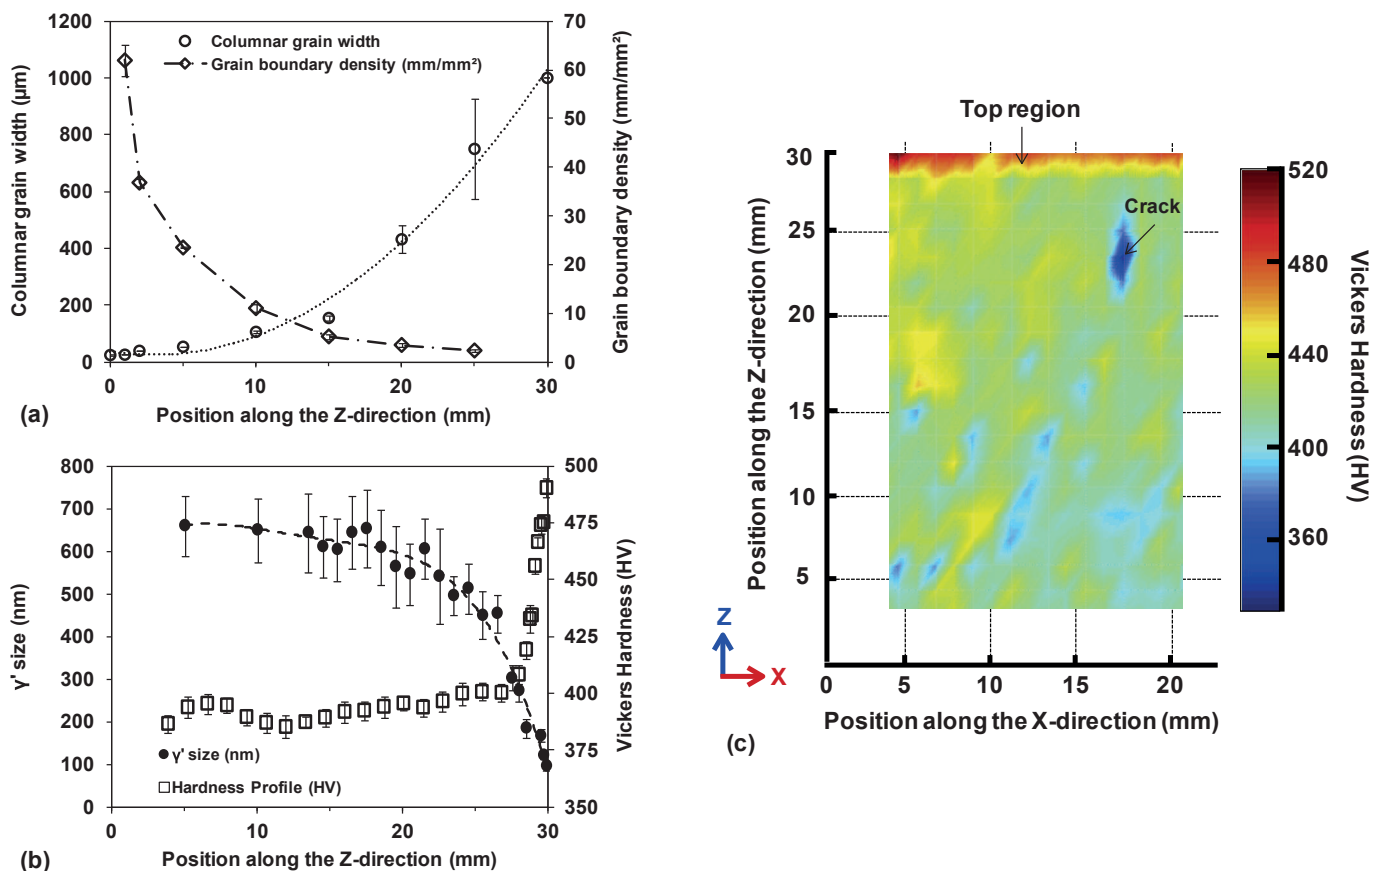 1200
1000
800
600
400
200
0
Columnar grain width (μm)
Columnar grain width
Grain boundary density (mm/mm²)
70
60
50
40
30
20
10
0
Grain boundary density (mm/mm²)
0
10
20
30
Position along the Z-direction (mm)
(a)
800
700
600
500
400
300
200
100
0
γ' size (nm)
γ' size (nm)
Hardness Profile (HV)
500
475
450
425
400
375
350
Vickers Hardness (HV)
0
10
20
30
Position along the Z-direction (mm)
(b)
Top region
Crack
30
25
20
15
10
5
Position along the Z-direction (mm)
Z
X
0
5
10
15
20
Position along the X-direction (mm)
(c)
520
480
440
400
360
Vickers Hardness (HV)